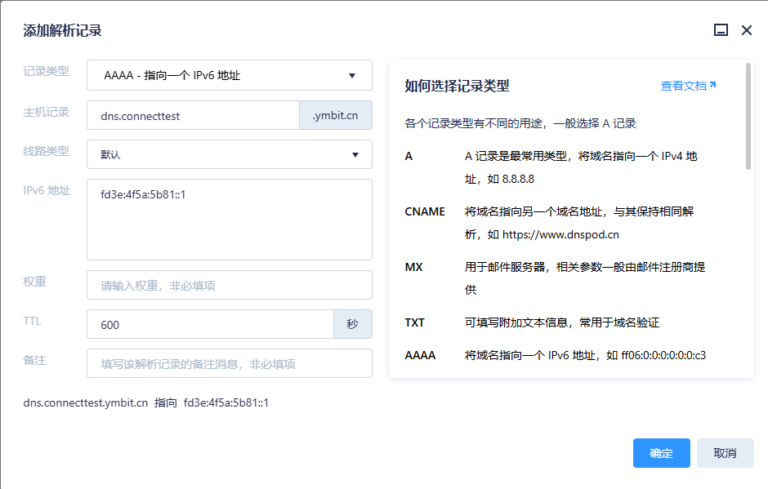 添加解析记录
记录类型
AAAA - 指向一个 IPv6 地址
主机记录
dns.connecttest
.ymbit.cn
线路类型
默认
IPv6 地址
fd3e:4f5a:5b81::1
权重
请输入权重，非必填项
TTL
600
秒
备注
填写该解析记录的备注消息，非必填项
dns.connecttest.ymbit.cn 指向 fd3e:4f5a:5b81::1
如何选择记录类型
查看文档
各个记录类型有不同的用途，一般选择 A 记录
A
A 记录是最常用类型，将域名指向一个 IPv4 地
址，如 8.8.8.8
CNAME
将域名指向另一个域名地址，与其保持相同解
析，如 https://www.dnspod.cn
MX
用于邮件服务器，相关参数一般由邮件注册商提
供
TXT
可填写附加文本信息，常用于域名验证
AAAA
将域名指向一个 IPv6 地址，如 ff06:0:0:0:0:0:0:c3
确定
取消